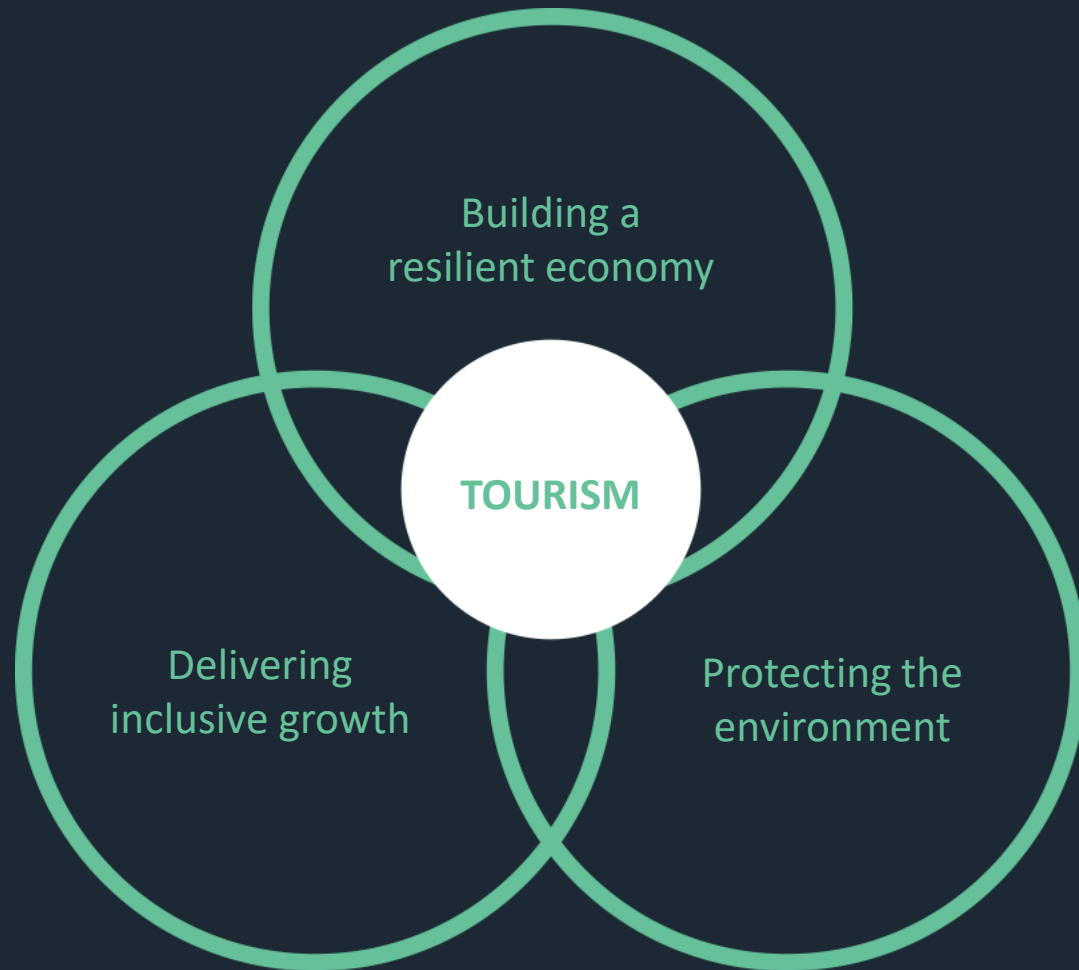 Building a
resilient economy
TOURISM
Delivering
inclusive growth
Protecting the
environment